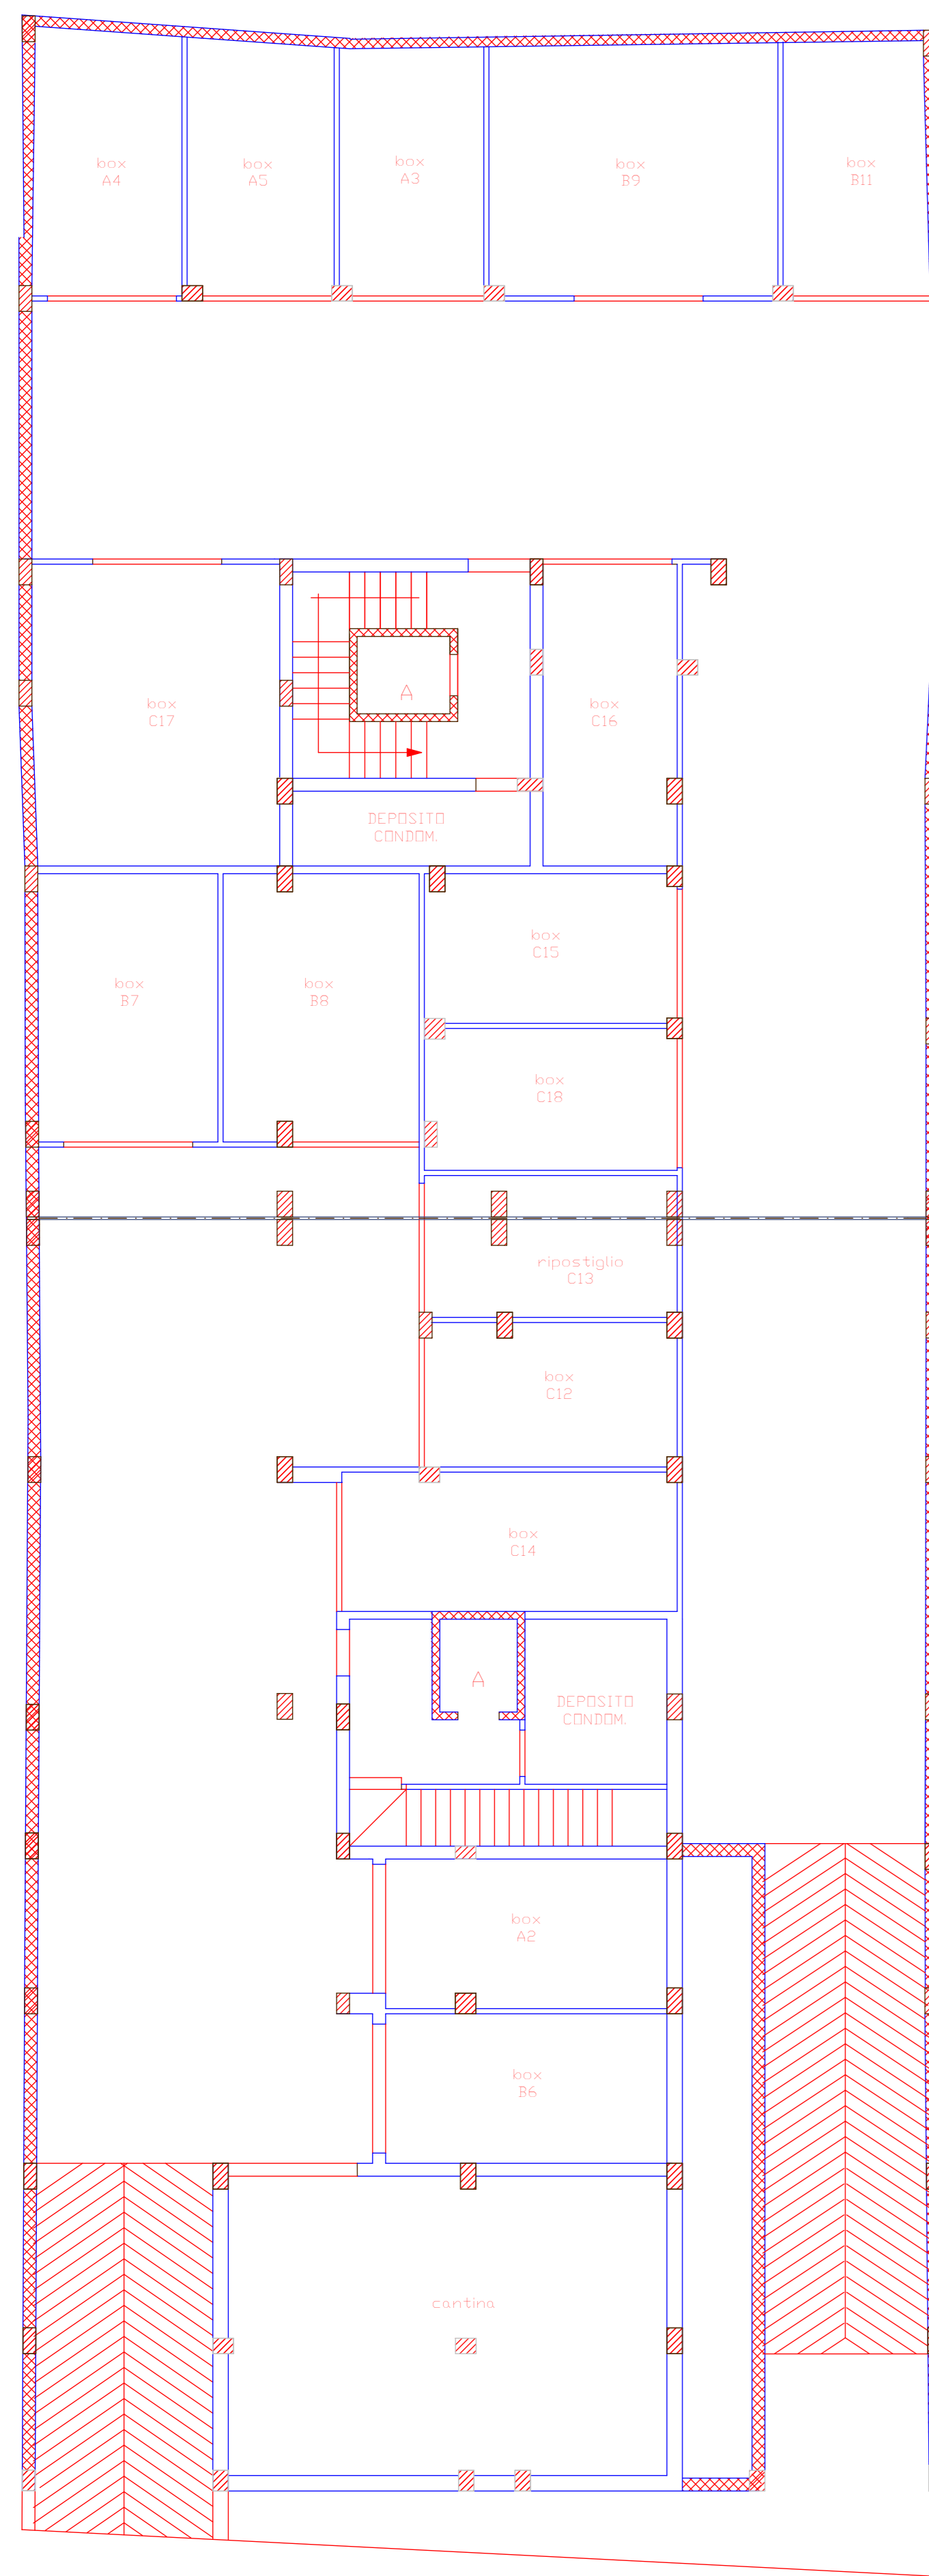 box
A4
box
A5
box
A3
box
B9
box
B11
box
C17
A
box
C16
DEPOSITO
CONDOM.
box
C15
box
B7
box
B8
box
C18
ripostiglio
C13
box
C12
box
C14
A
DEPOSITO
CONDOM.
box
A2
box
B6
cantina